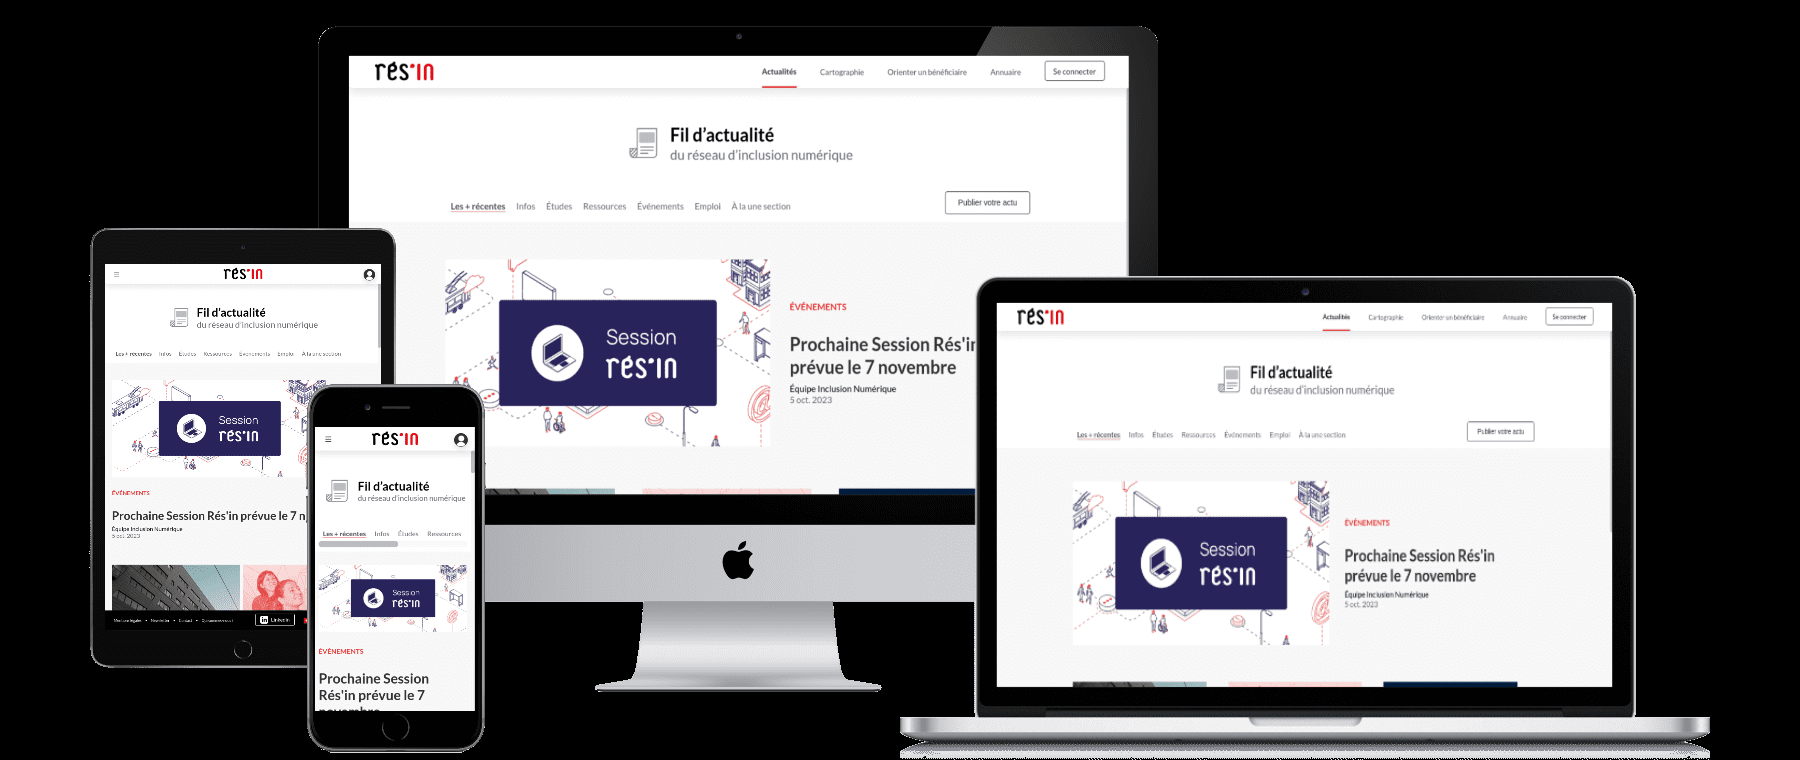 rés'in
Actualités Cartographie Orienter un bénéficiaire Annuaire Se connecter
Fil d'actualité
du réseau d'inclusion numérique
Les + récentes Infos Études Ressources Événements Emploi À la une section
Publier votre actu
Session
rés'in
ÉVÉNEMENTS
Prochaine Session Rés'in
prévue le 7 novembre
Équipe Inclusion Numérique
5 oct. 2023
rés'in
Fil d'actualité
du réseau d'inclusion numérique
Les + récentes Infos Études Ressources Événements Emploi À la une section
Session
rés'in
ÉVÉNEMENTS
Prochaine Session Rés'in prévue le 7 n
Équipe Inclusion Numérique
5 oct. 2023
Mentions légales • Newsletter • Contact • Qui sommes-nous?
LinkedIn
rés'in
Fil d'actualité
du réseau d'inclusion numérique
Les + récentes Infos Études Ressources
Session
rés'in
ÉVÉNEMENTS
Prochaine Session
Rés'in prévue le 7
novembre
rés'in
Actualités Cartographie Orienter un bénéficiaire Annuaire Se connecter
Fil d'actualité
du réseau d'inclusion numérique
Les + récentes Infos Études Ressources Événements Emploi À la une section
Publier votre actu
Session
rés'in
ÉVÉNEMENTS
Prochaine Session Rés'in
prévue le 7 novembre
Équipe Inclusion Numérique
5 oct. 2023